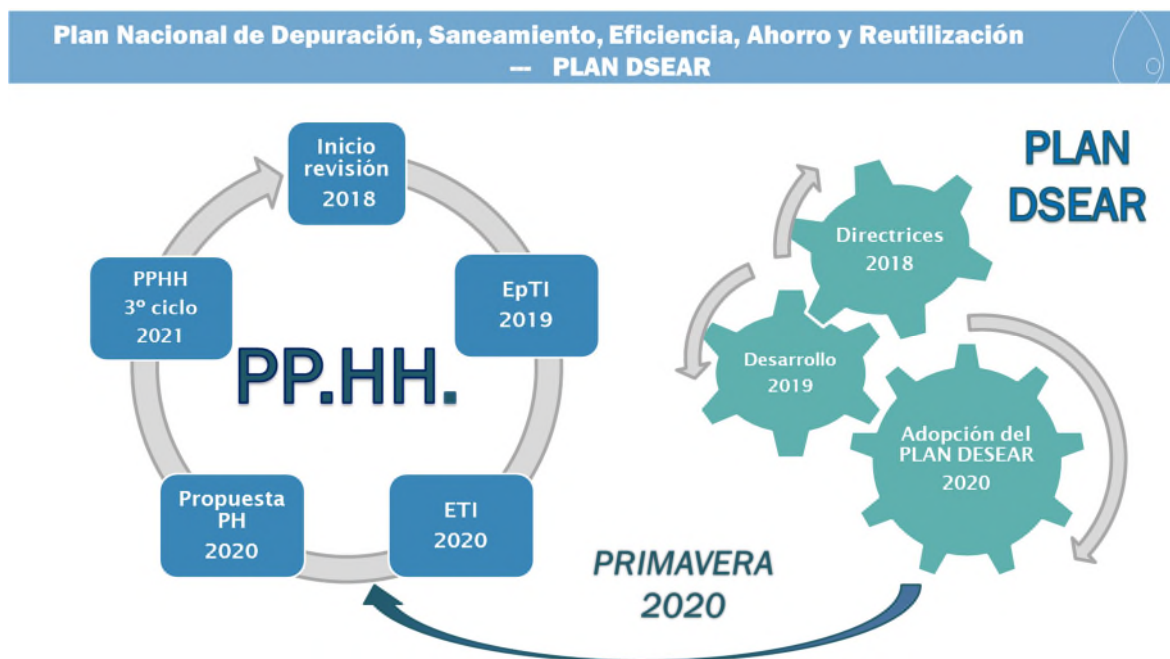 Plan Nacional de Depuración, Saneamiento, Eficiencia, Ahorro y Reutilización
— PLAN DSEAR
Inicio
revisión
2018
EpTI
2019
ETI
2020
Propuesta
PH
2020
PPHH
3º ciclo
2021
PP.HH.
PLAN
DSEAR
Directrices
2018
Desarrollo
2019
Adopción del
PLAN DESEAR
2020
PRIMAVERA
2020